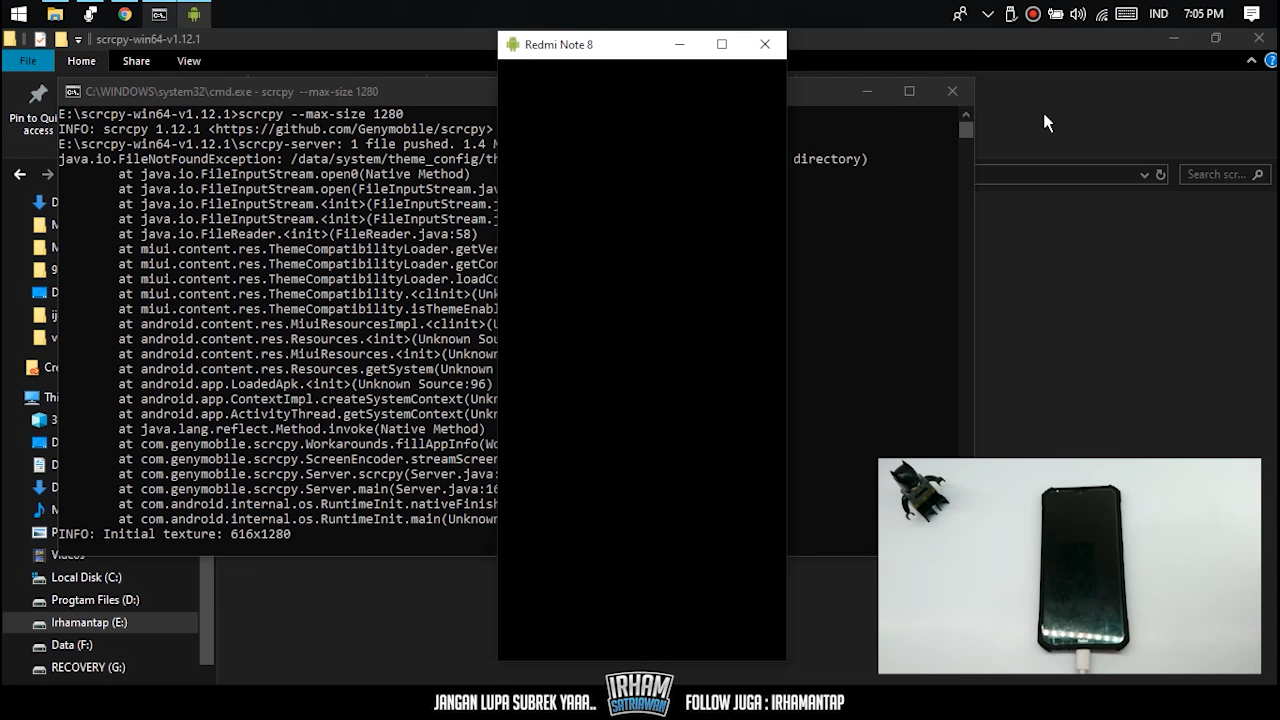 IND
7:05 PM
scrcpy-win64-v1.12.1
File
Home
Share
View
Pin to Quick
access
Search scr...
C:\WINDOWS\system32\cmd.exe - scrcpy --max-size 1280
E:\scrcpy-win64-v1.12.1>scrcpy --max-size 1280
INFO: scrcpy 1.12.1 <https://github.com/Genymobile/scrcpy>
E:\scrcpy-win64-v1.12.1\scrcpy-server: 1 file pushed. 1.4 M
java.io.FileNotFoundException: /data/system/theme_config/th
directory)
at java.io.FileInputStream.open0(Native Method)
at java.io.FileInputStream.open(FileInputStream.jav
at java.io.FileInputStream.<init>(FileInputStream.j
at java.io.FileInputStream.<init>(FileInputStream.j
at java.io.FileReader.<init>(FileReader.java:58)
at miui.content.res.ThemeCompatibilityLoader.getVer
at miui.content.res.ThemeCompatibilityLoader.getCon
at miui.content.res.ThemeCompatibilityLoader.loadCo
at miui.content.res.ThemeCompatibility.<clinit>(Unk
at miui.content.res.ThemeCompatibility.isThemeEnabl
at android.content.res.MiuiResourcesImpl.<clinit>(U
at android.content.res.Resources.<init>(Unknown Sou
at android.content.res.MiuiResources.<init>(Unknown
at android.content.res.Resources.getSystem(Unknown
at android.app.LoadedApk.<init>(Unknown Source:96)
at android.app.ContextImpl.createSystemContext(Unkn
at android.app.ActivityThread.getSystemContext(Unkn
at java.lang.reflect.Method.invoke(Native Method)
at com.genymobile.scrcpy.Workarounds.fillAppInfo(Wo
at com.genymobile.scrcpy.ScreenEncoder.streamScreen
at com.genymobile.scrcpy.Server.scrcpy(Server.java:
at com.genymobile.scrcpy.Server.main(Server.java:16
at com.android.internal.os.RuntimeInit.nativeFinish
at com.android.internal.os.RuntimeInit.main(Unknown
INFO: Initial texture: 616x1280
Redmi Note 8
D
M
M
9
D
ij
v
Cre
Thi
3
D
D
D
M
P
Videos
Local Disk (C:)
Progtam Files (D:)
Irhamantap (E:)
Data (F:)
RECOVERY (G:)
JANGAN LUPA SUBREK YAAA..
IRHAM
SATRIAWAN
FOLLOW JUGA : IRHAMANTAP